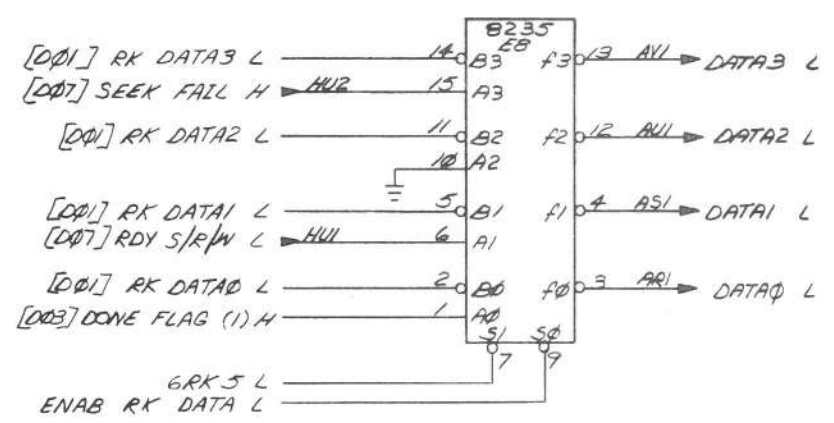 8235
E8
[DØ1] RK DATA3 L 14 B3 f3 13 AV1 DATA3 L
[DØ7] SEEK FAIL H HU2 15 A3
[DØ1] RK DATA2 L 11 B2 f2 12 AU1 DATA2 L
1Ø A2
[DØ1] RK DATA1 L 5 B1 f1 4 AS1 DATA1 L
[DØ7] RDY S/R/W L HU1 6 A1
[DØ1] RK DATAØ L 2 BØ fØ 3 AR1 DATAØ L
[DØ3] DONE FLAG (1) H 1 AØ
S1 SØ
7 9
6RK5 L
ENAB RK DATA L